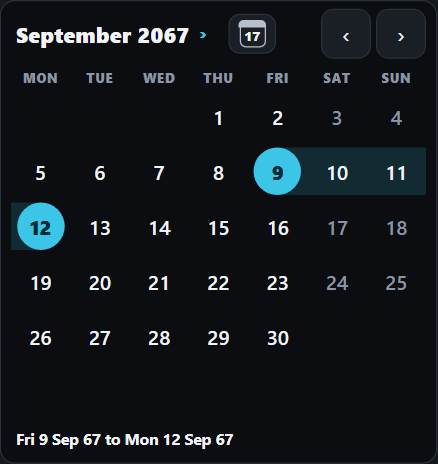 September 2067 › 17 ‹ ›
MON TUE WED THU FRI SAT SUN
1 2 3 4
5 6 7 8 9 10 11
12 13 14 15 16 17 18
19 20 21 22 23 24 25
26 27 28 29 30
Fri 9 Sep 67 to Mon 12 Sep 67